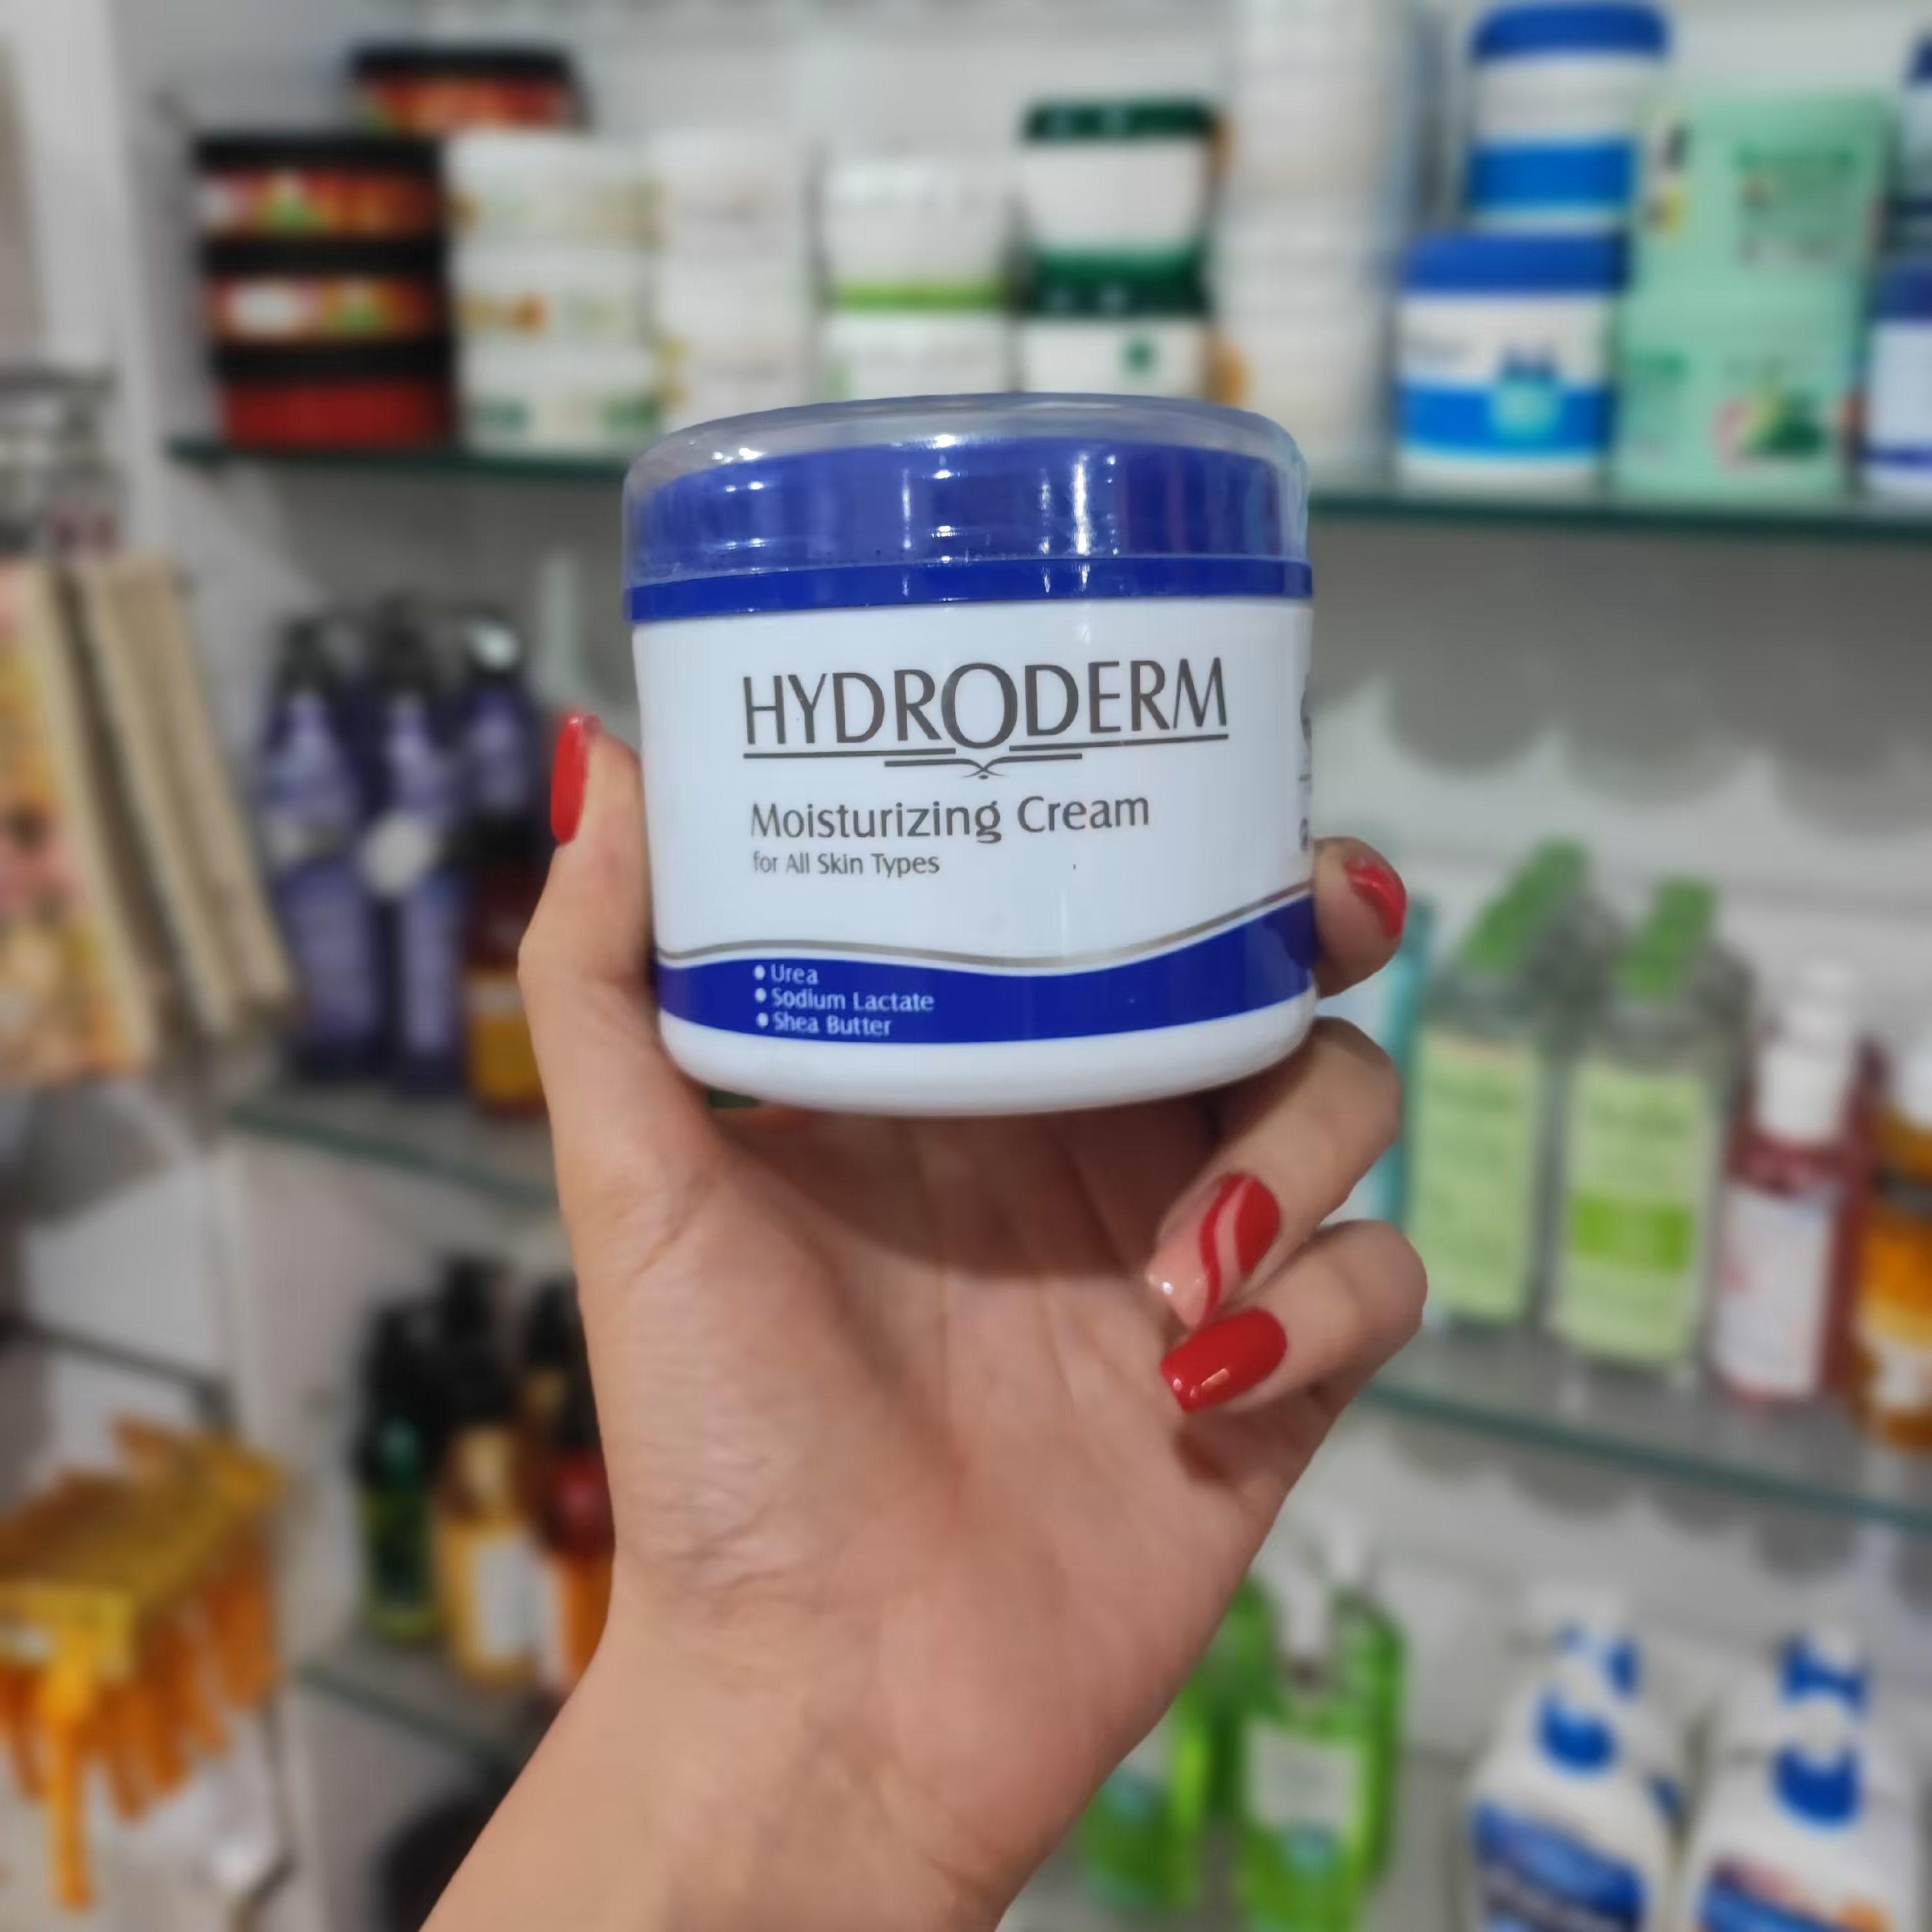 HYDRODERM
Moisturizing Cream
for All Skin Types
• Urea
• Sodium Lactate
• Shea Butter